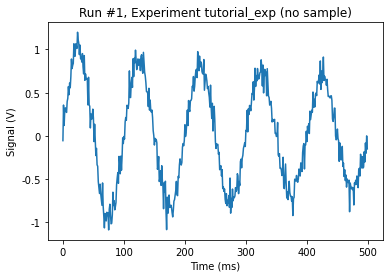 Run #1, Experiment tutorial_exp (no sample)
Signal (V)
1
0.5
0
-0.5
-1
0 100 200 300 400 500
Time (ms)